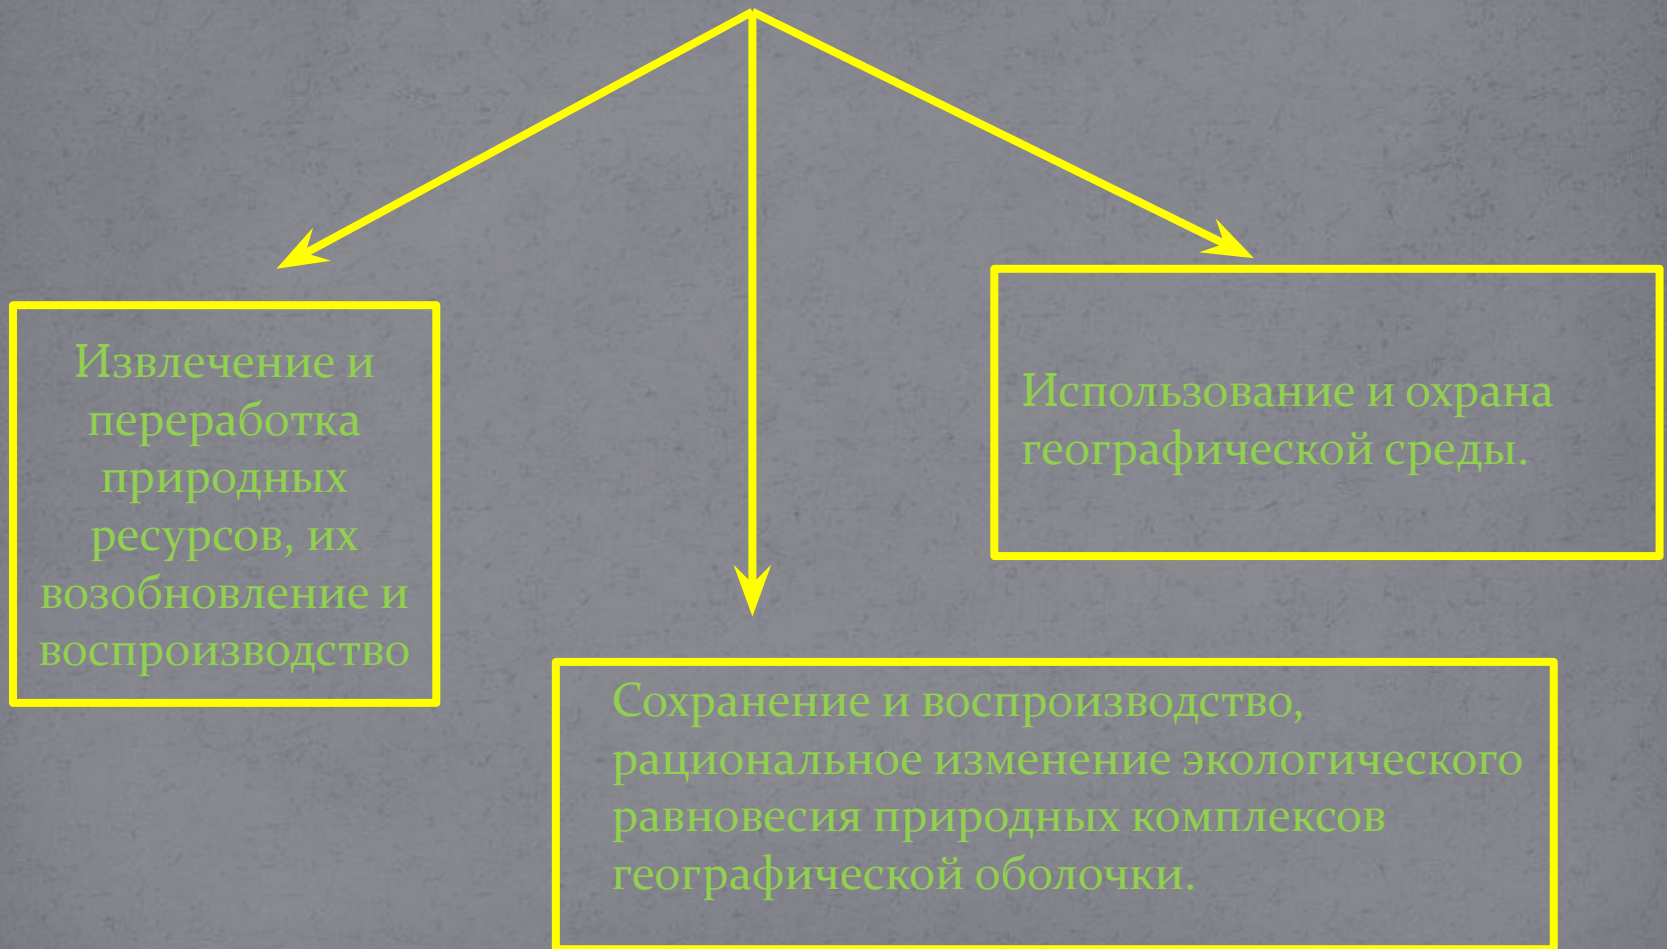 Извлечение и
переработка
природных
ресурсов, их
возобновление и
воспроизводство
Использование и охрана
географической среды.
Сохранение и воспроизводство,
рациональное изменение экологического
равновесия природных комплексов
географической оболочки.